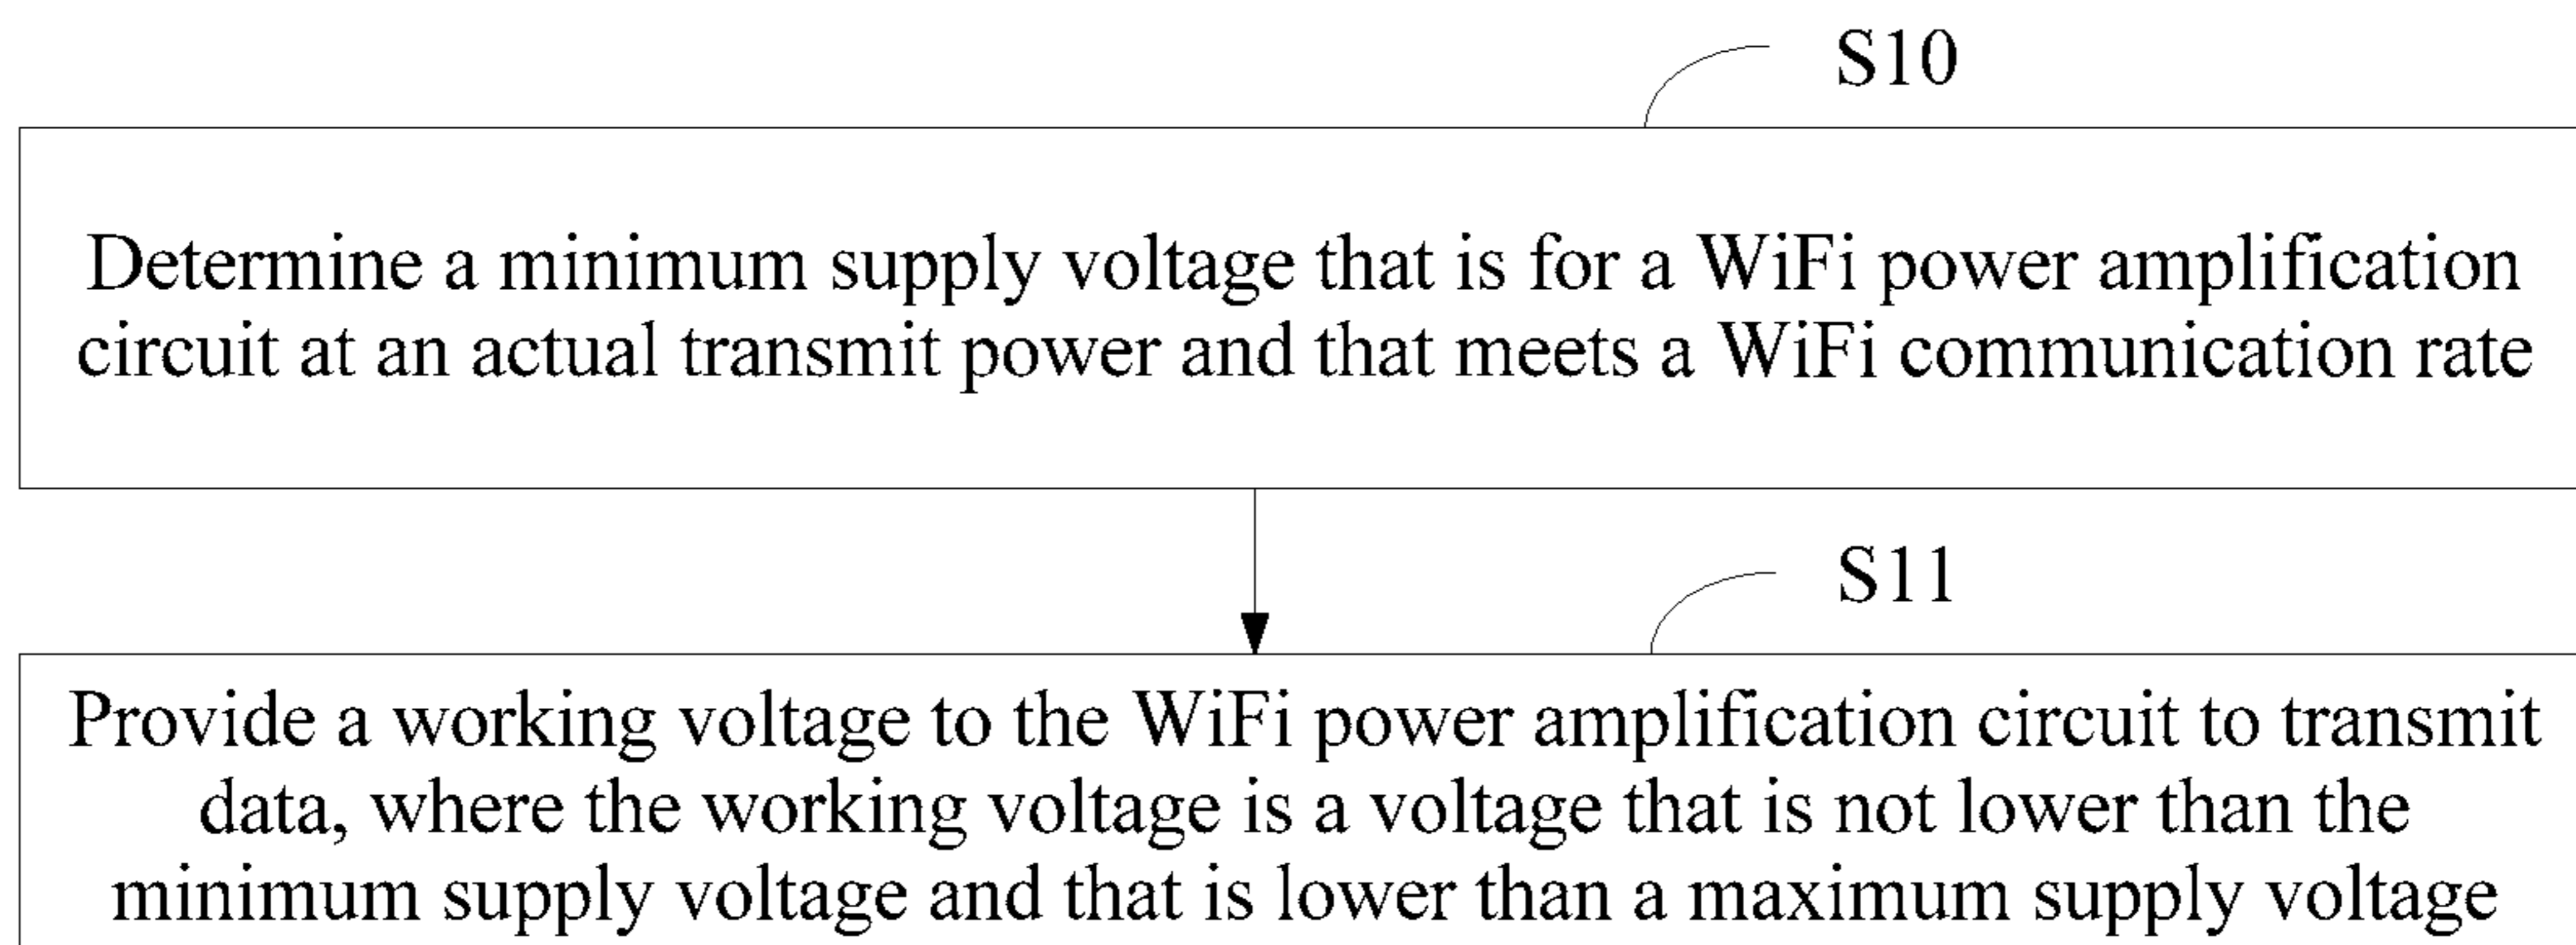 S10
Determine a minimum supply voltage that is for a WiFi power amplification
circuit at an actual transmit power and that meets a WiFi communication rate
S11
Provide a working voltage to the WiFi power amplification circuit to transmit
data, where the working voltage is a voltage that is not lower than the
minimum supply voltage and that is lower than a maximum supply voltage